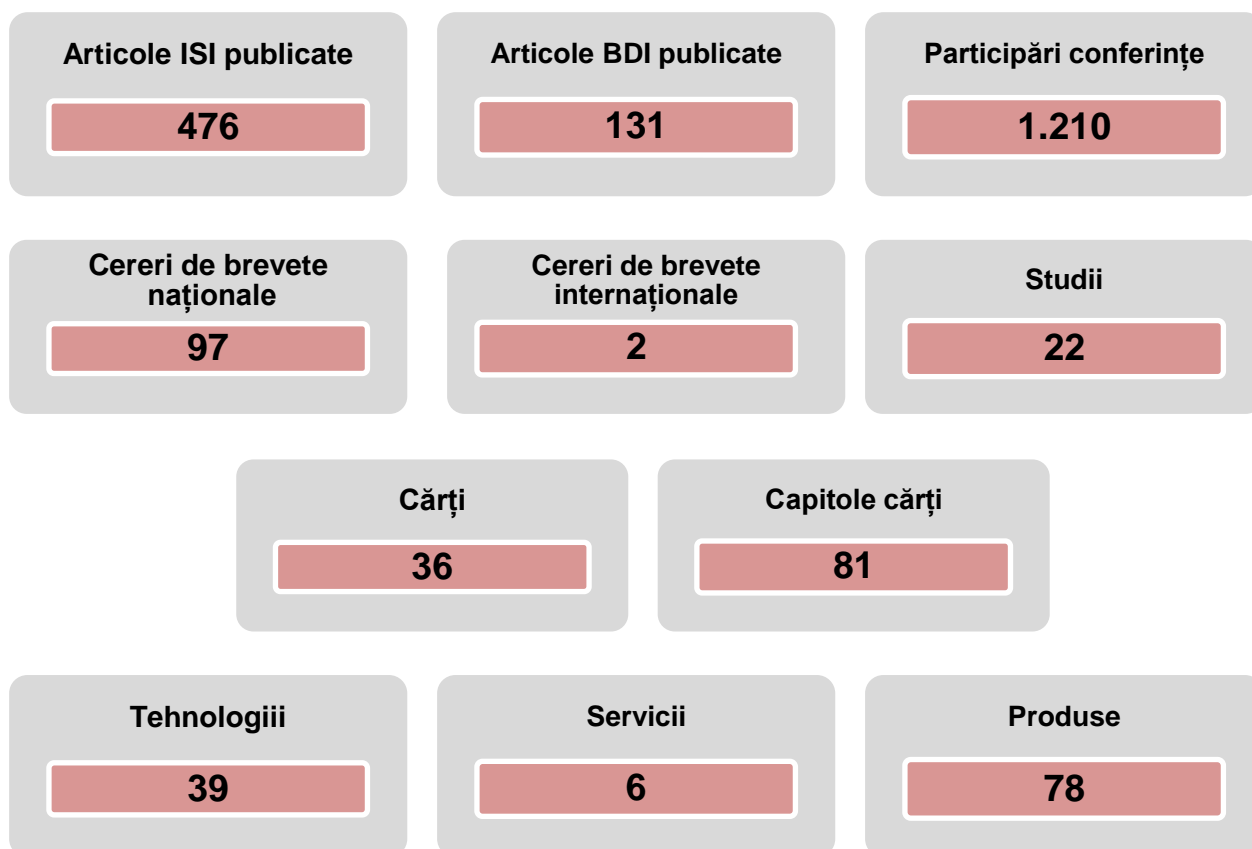 Articole ISI publicate
476
Articole BDI publicate
131
Participări conferințe
1.210
Cereri de brevete
naționale
97
Cereri de brevete
internaționale
2
Studii
22
Cărți
36
Capitole cărți
81
Tehnologiii
39
Servicii
6
Produse
78